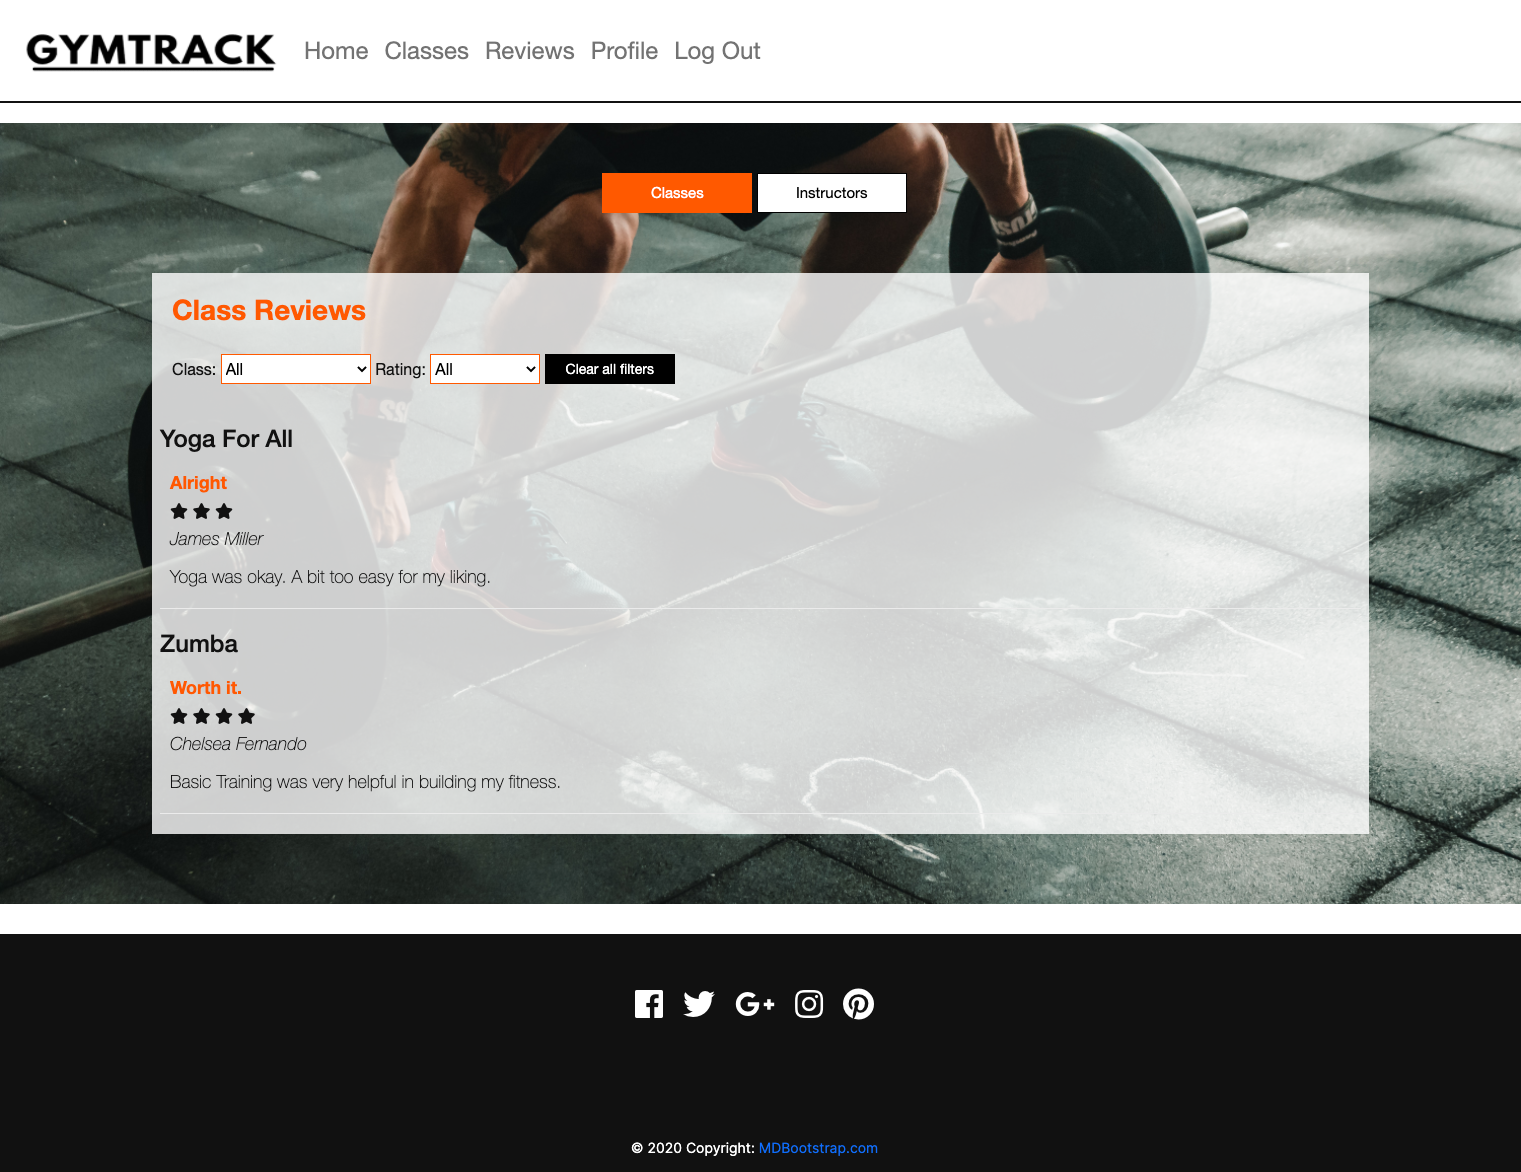 GYMTRACK Home Classes Reviews Profile Log Out
Classes Instructors
Class Reviews
Class: All Rating: All Clear all filters
Yoga For All
Alright
James Miller
Yoga was okay. A bit too easy for my liking.
Zumba
Worth it.
Chelsea Fernando
Basic Training was very helpful in building my fitness.
© 2020 Copyright: MDBootstrap.com